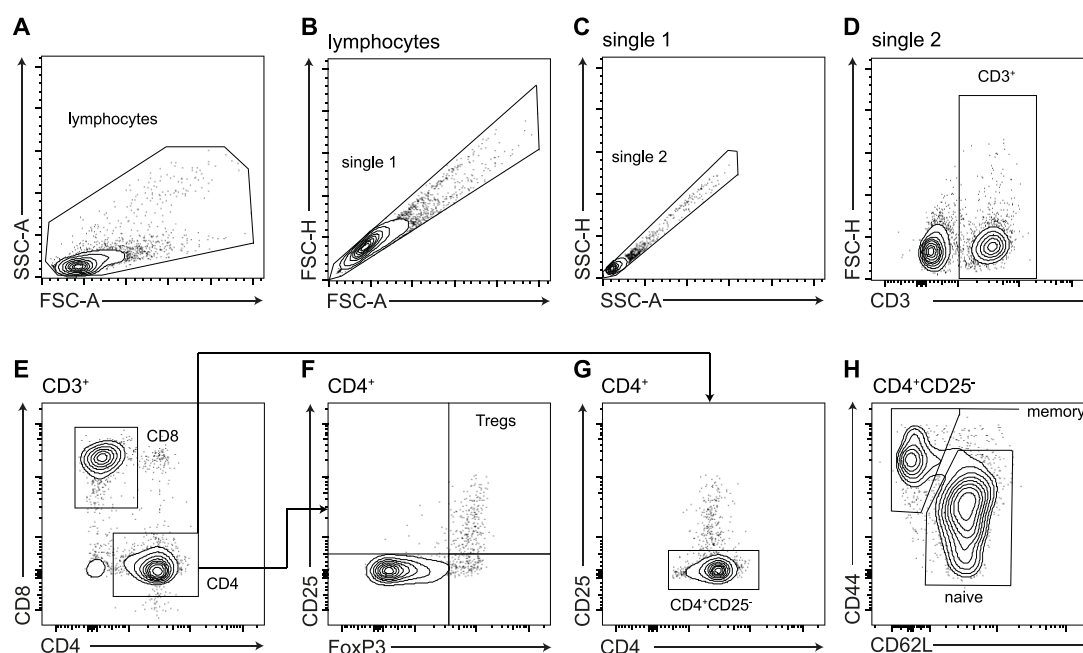 A
lymphocytes
SSC-A
FSC-A
B
lymphocytes
single 1
FSC-H
FSC-A
C
single 1
single 2
SSC-H
SSC-A
D
single 2
CD3⁺
FSC-H
CD3
E
CD3⁺
CD8
CD4
CD8
CD4
F
CD4⁺
Tregs
CD25
FoxP3
G
CD4⁺
CD4⁺CD25⁻
CD25
CD4
H
CD4⁺CD25⁻
memory
naive
CD44
CD62L